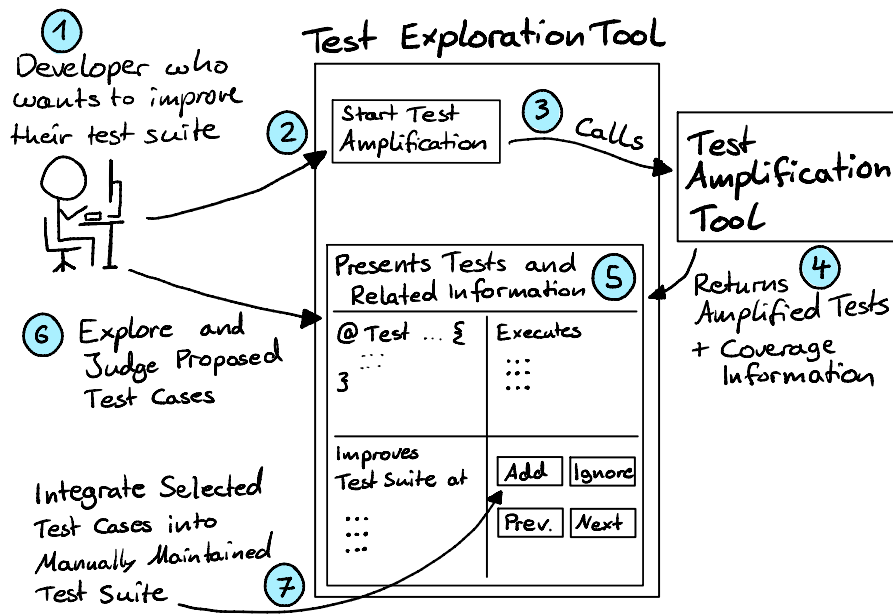 Test Exploration Tool
1
Developer who
wants to improve
their test suite
2
Start Test
Amplification
3
Calls
Test
Amplification
Tool
4
Returns
Amplified Tests
+ Coverage
Information
Presents Tests and
Related Information
5
6
Explore and
Judge Proposed
Test Cases
@ Test ... {
...
...
}
Executes
...
...
...
Improves
Test Suite at
...
...
...
Add
Ignore
Prev.
Next
Integrate Selected
Test Cases into
Manually Maintained
Test Suite
7